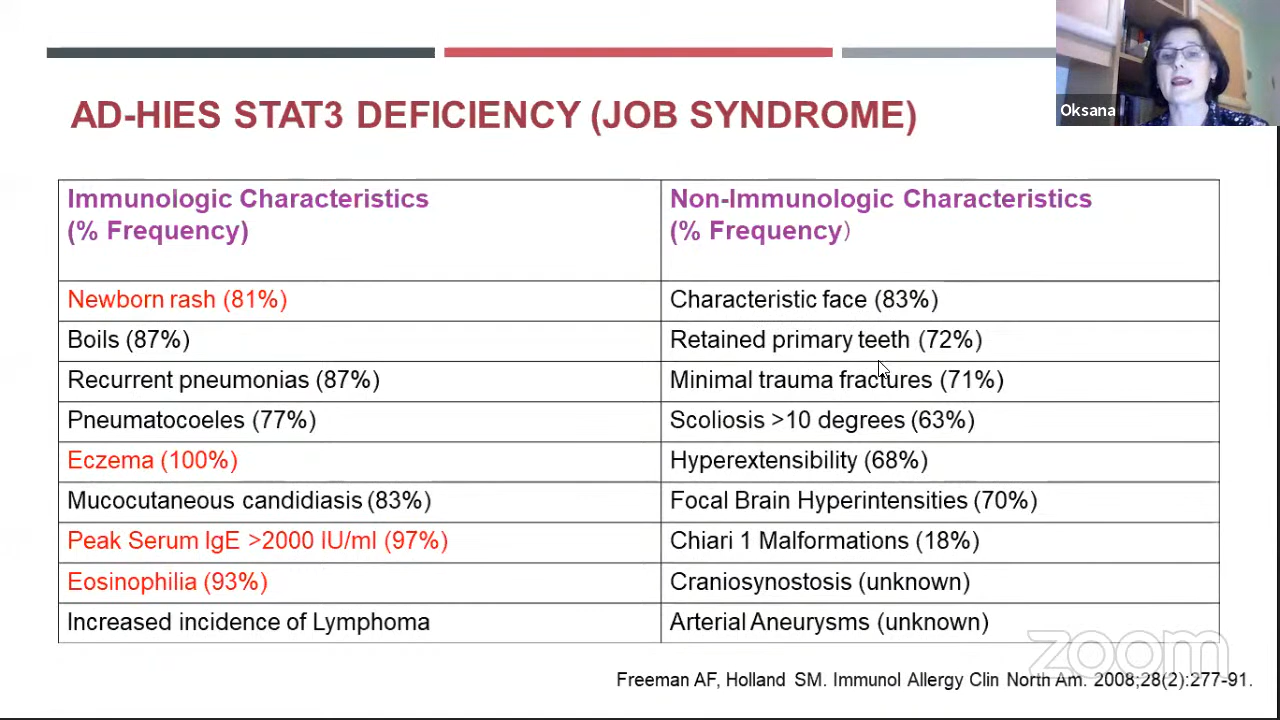 Oksana
AD-HIES STAT3 DEFICIENCY (JOB SYNDROME)
Immunologic Characteristics
(% Frequency)
Non-Immunologic Characteristics
(% Frequency)
Newborn rash (81%)
Characteristic face (83%)
Boils (87%)
Retained primary teeth (72%)
Recurrent pneumonias (87%)
Minimal trauma fractures (71%)
Pneumatocoeles (77%)
Scoliosis >10 degrees (63%)
Eczema (100%)
Hyperextensibility (68%)
Mucocutaneous candidiasis (83%)
Focal Brain Hyperintensities (70%)
Peak Serum IgE >2000 IU/ml (97%)
Chiari 1 Malformations (18%)
Eosinophilia (93%)
Craniosynostosis (unknown)
Increased incidence of Lymphoma
Arterial Aneurysms (unknown)
zoom
Freeman AF, Holland SM. Immunol Allergy Clin North Am. 2008;28(2):277-91.